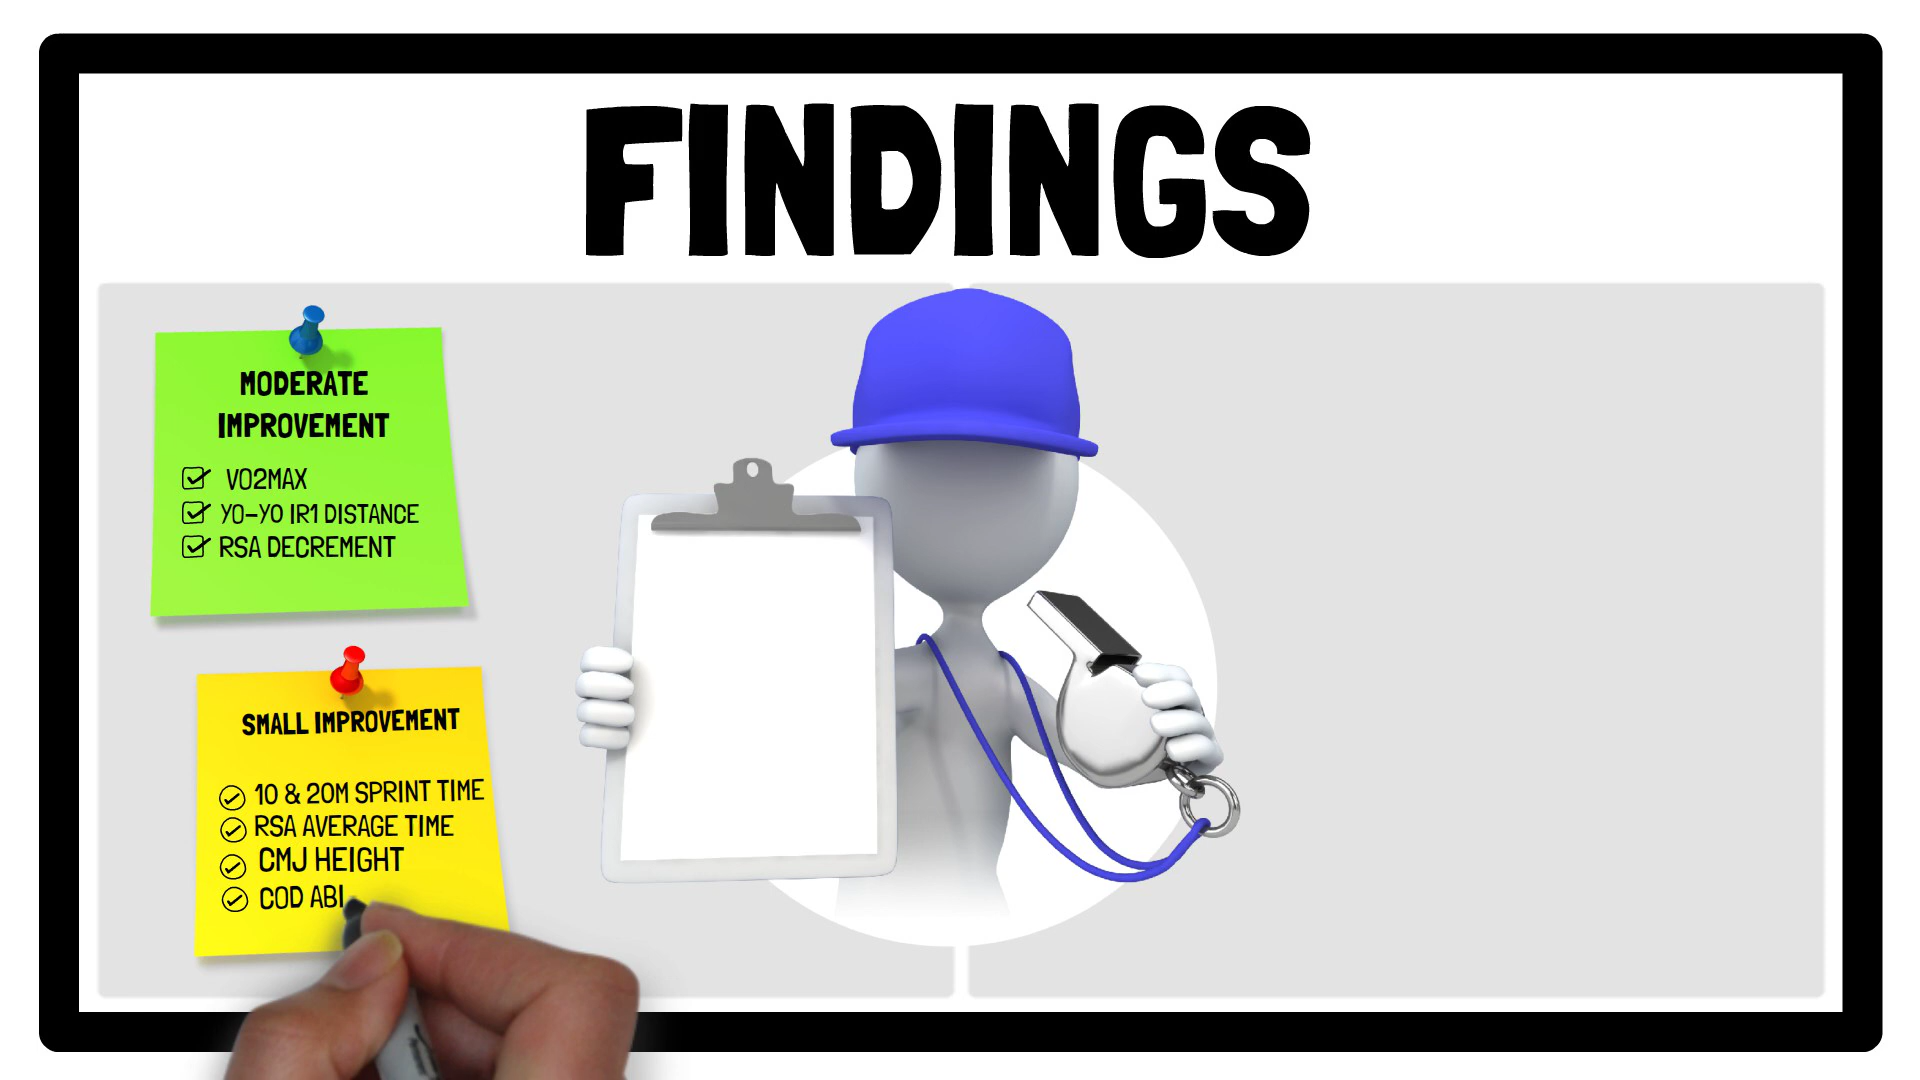 FINDINGS
MODERATE
IMPROVEMENT
VO2MAX
YO-YO IR1 DISTANCE
RSA DECREMENT
SMALL IMPROVEMENT
10 & 20M SPRINT TIME
RSA AVERAGE TIME
CMJ HEIGHT
COD ABI